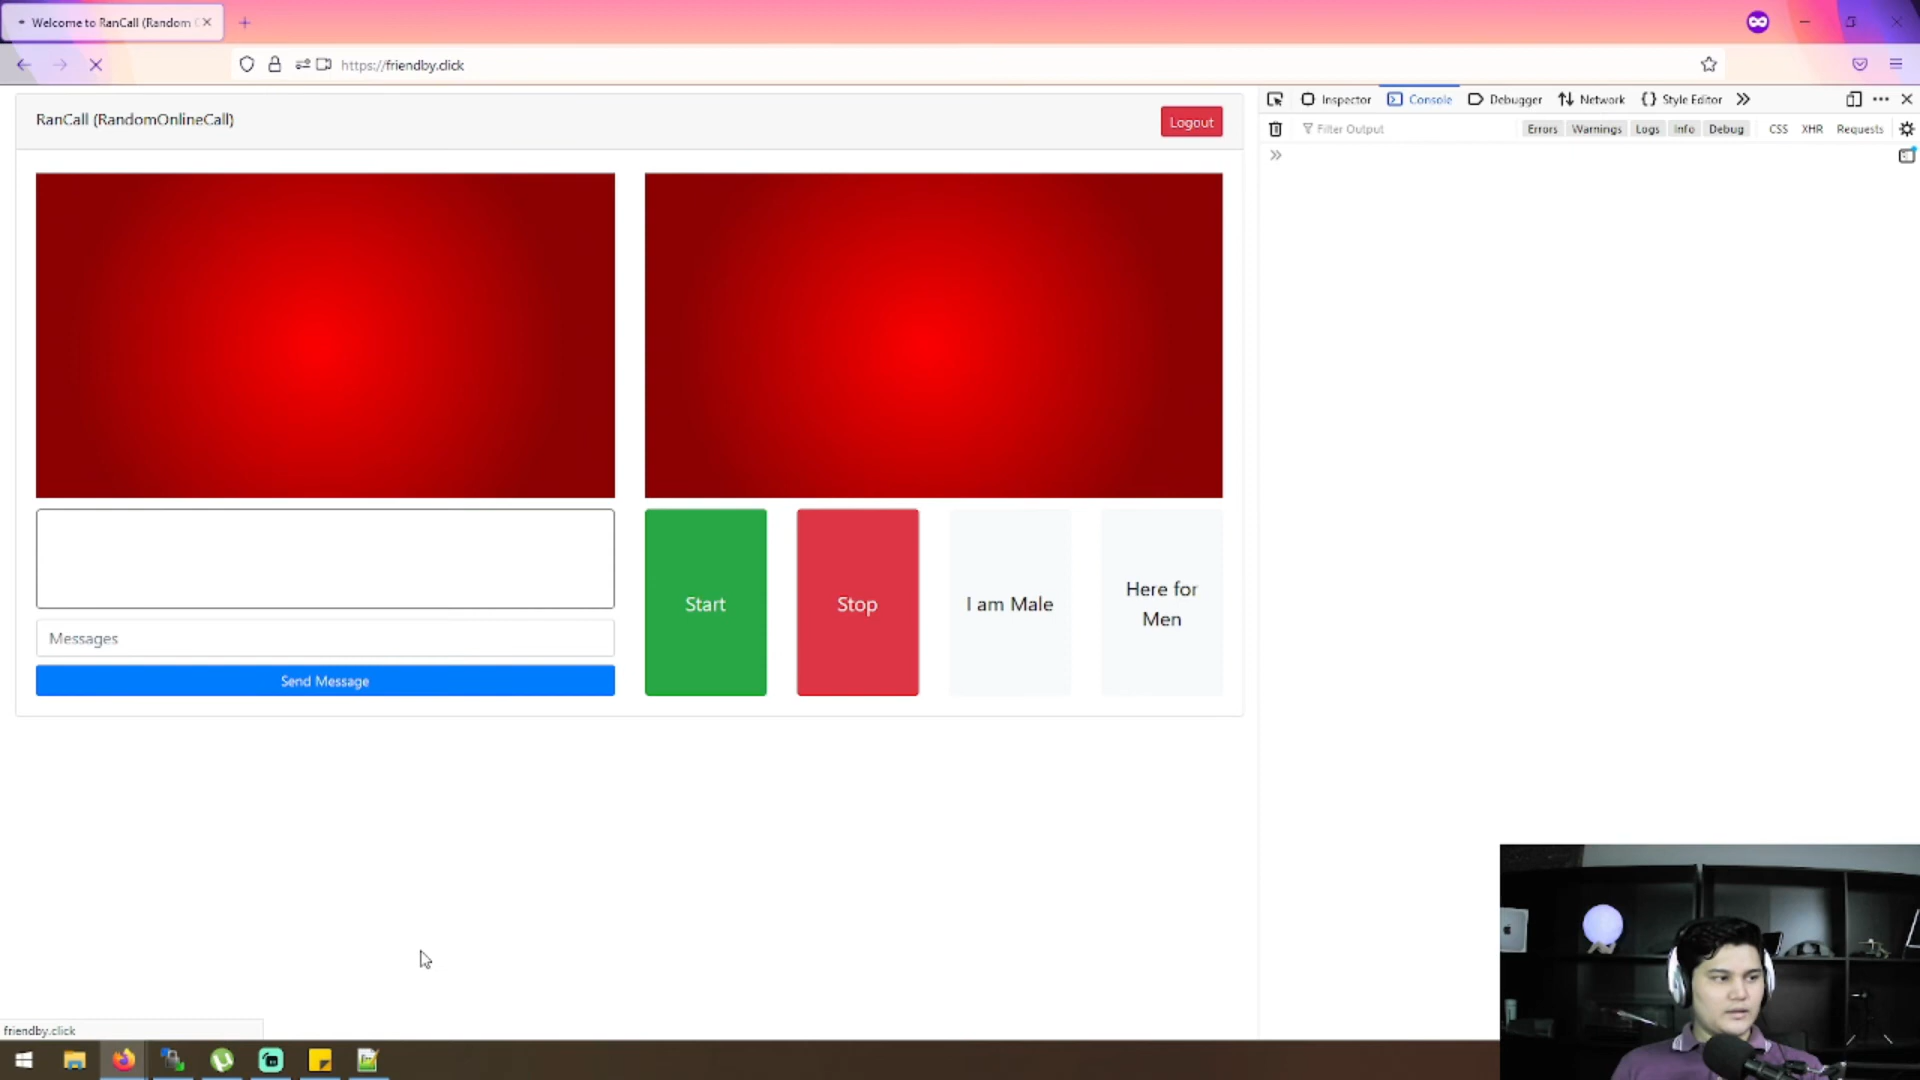 Welcome to RanCall (Random
https://friendby.click
RanCall (RandomOnlineCall)
Logout
Inspector
Console
Debugger
Network
Style Editor
Filter Output
Errors
Warnings
Logs
Info
Debug
CSS
XHR
Requests
Start
Stop
I am Male
Here for
Men
Messages
Send Message
friendby.click